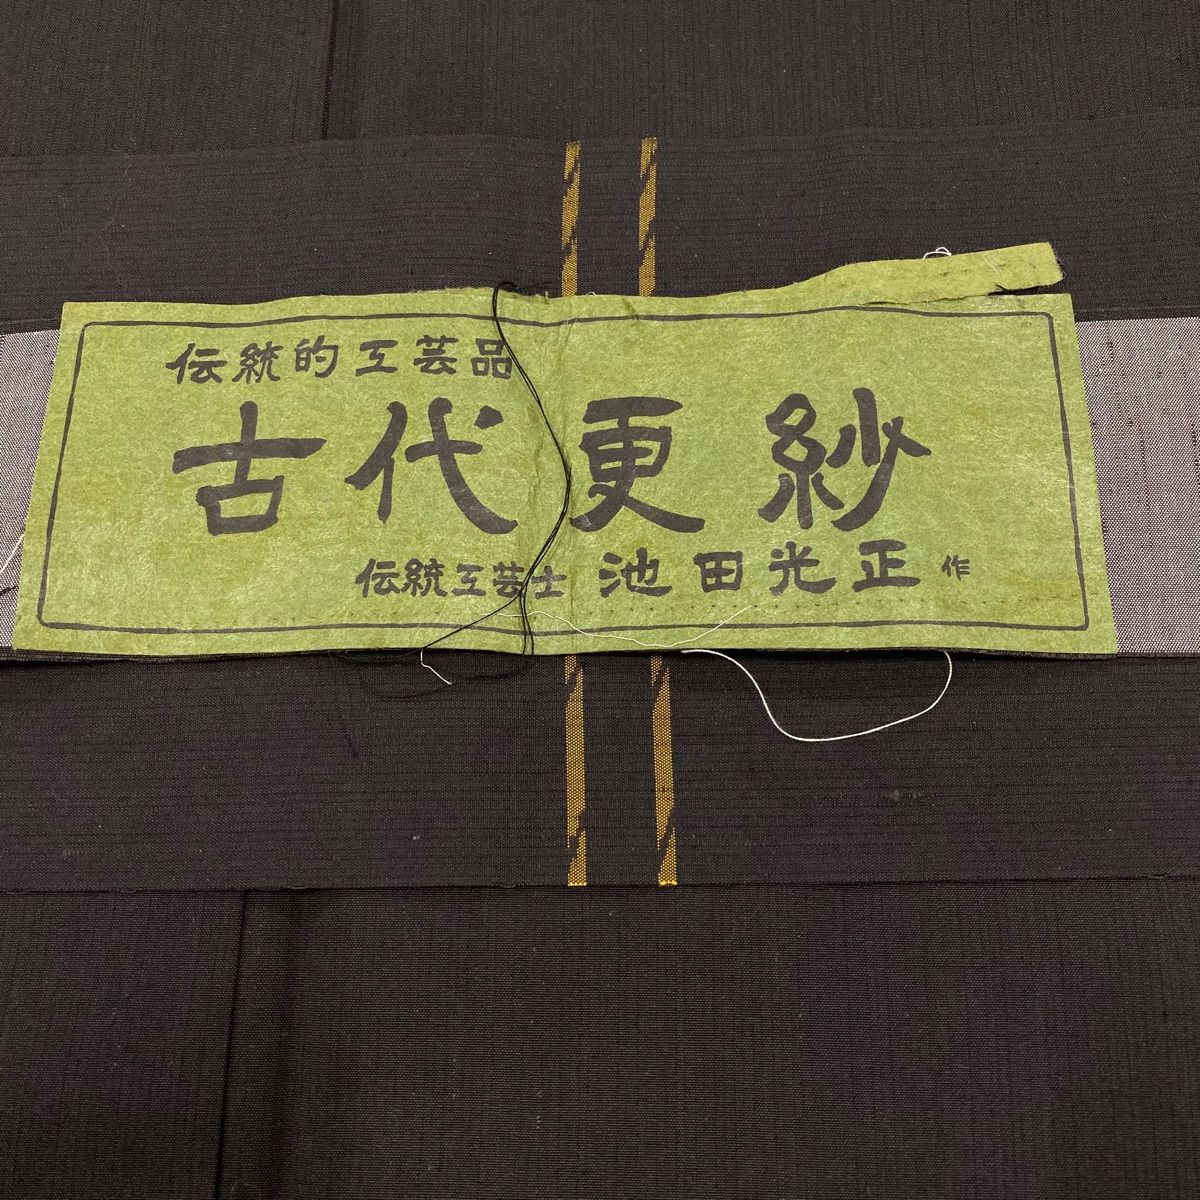 伝統的工芸品
古代更紗
伝統工芸士 池田光正 作